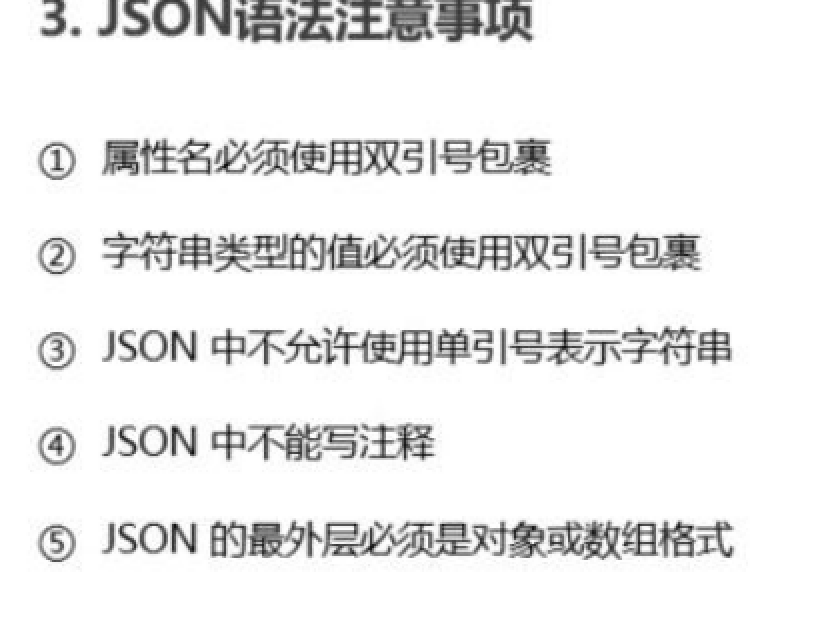 3. JSON语法注意事项
① 属性名必须使用双引号包裹
② 字符串类型的值必须使用双引号包裹
③ JSON 中不允许使用单引号表示字符串
④ JSON 中不能写注释
⑤ JSON 的最外层必须是对象或数组格式